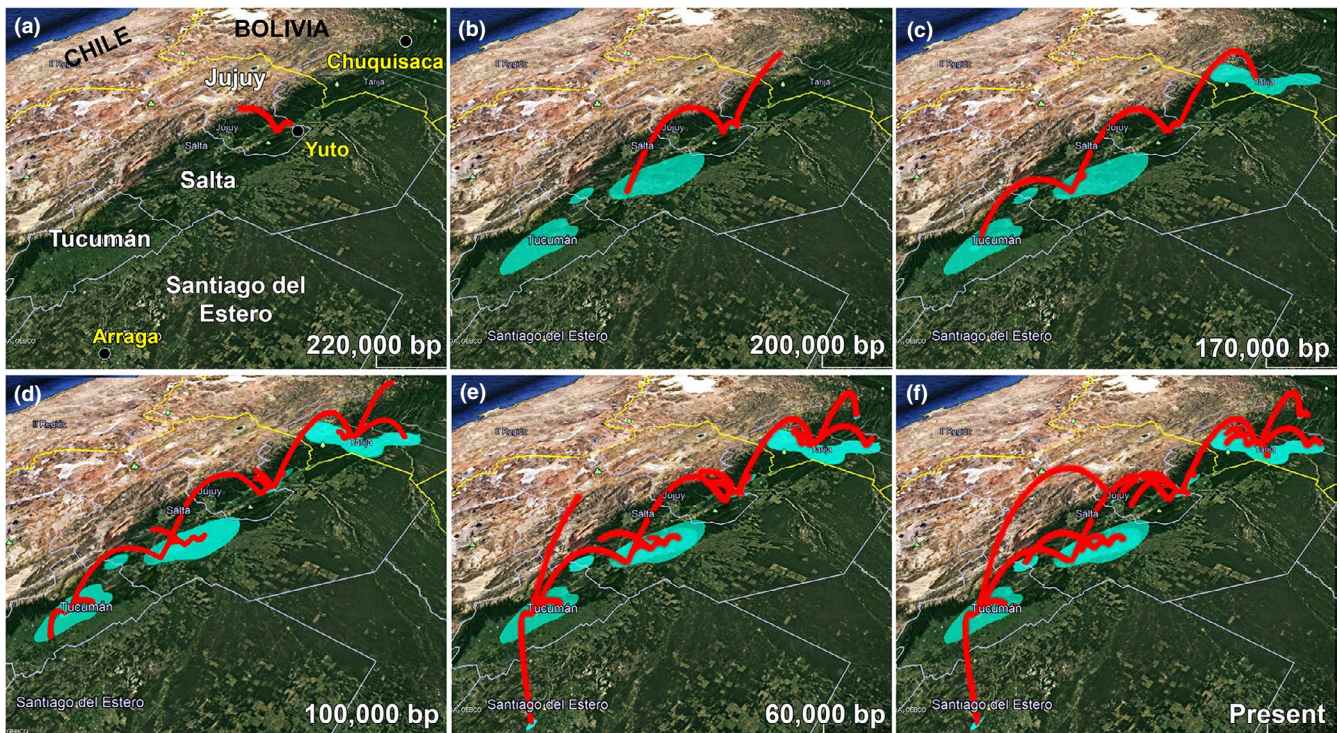 (a)
CHILE
BOLIVIA
Chuquisaca
II Región
Jujuy
Tarija
Jujuy
Yuto
Salta
Salta
Tucumán
Santiago del
Estero
Arraga
220,000 bp
(b)
Tarija
Jujuy
Salta
Tucumán
Santiago del Estero
200,000 bp
(c)
Tarija
Jujuy
Salta
Tucumán
Santiago del Estero
170,000 bp
(d)
II Región
Tarija
Jujuy
Salta
Tucumán
Santiago del Estero
100,000 bp
(e)
II Región
Tarija
Jujuy
Salta
Tucumán
Santiago del Estero
60,000 bp
(f)
II Región
Tarija
Jujuy
Salta
Tucumán
Santiago del Estero
Present